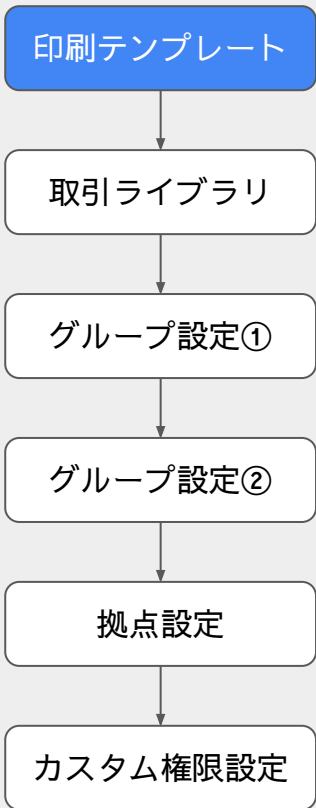 印刷テンプレート
取引ライブラリ
グループ設定①
グループ設定②
拠点設定
カスタム権限設定